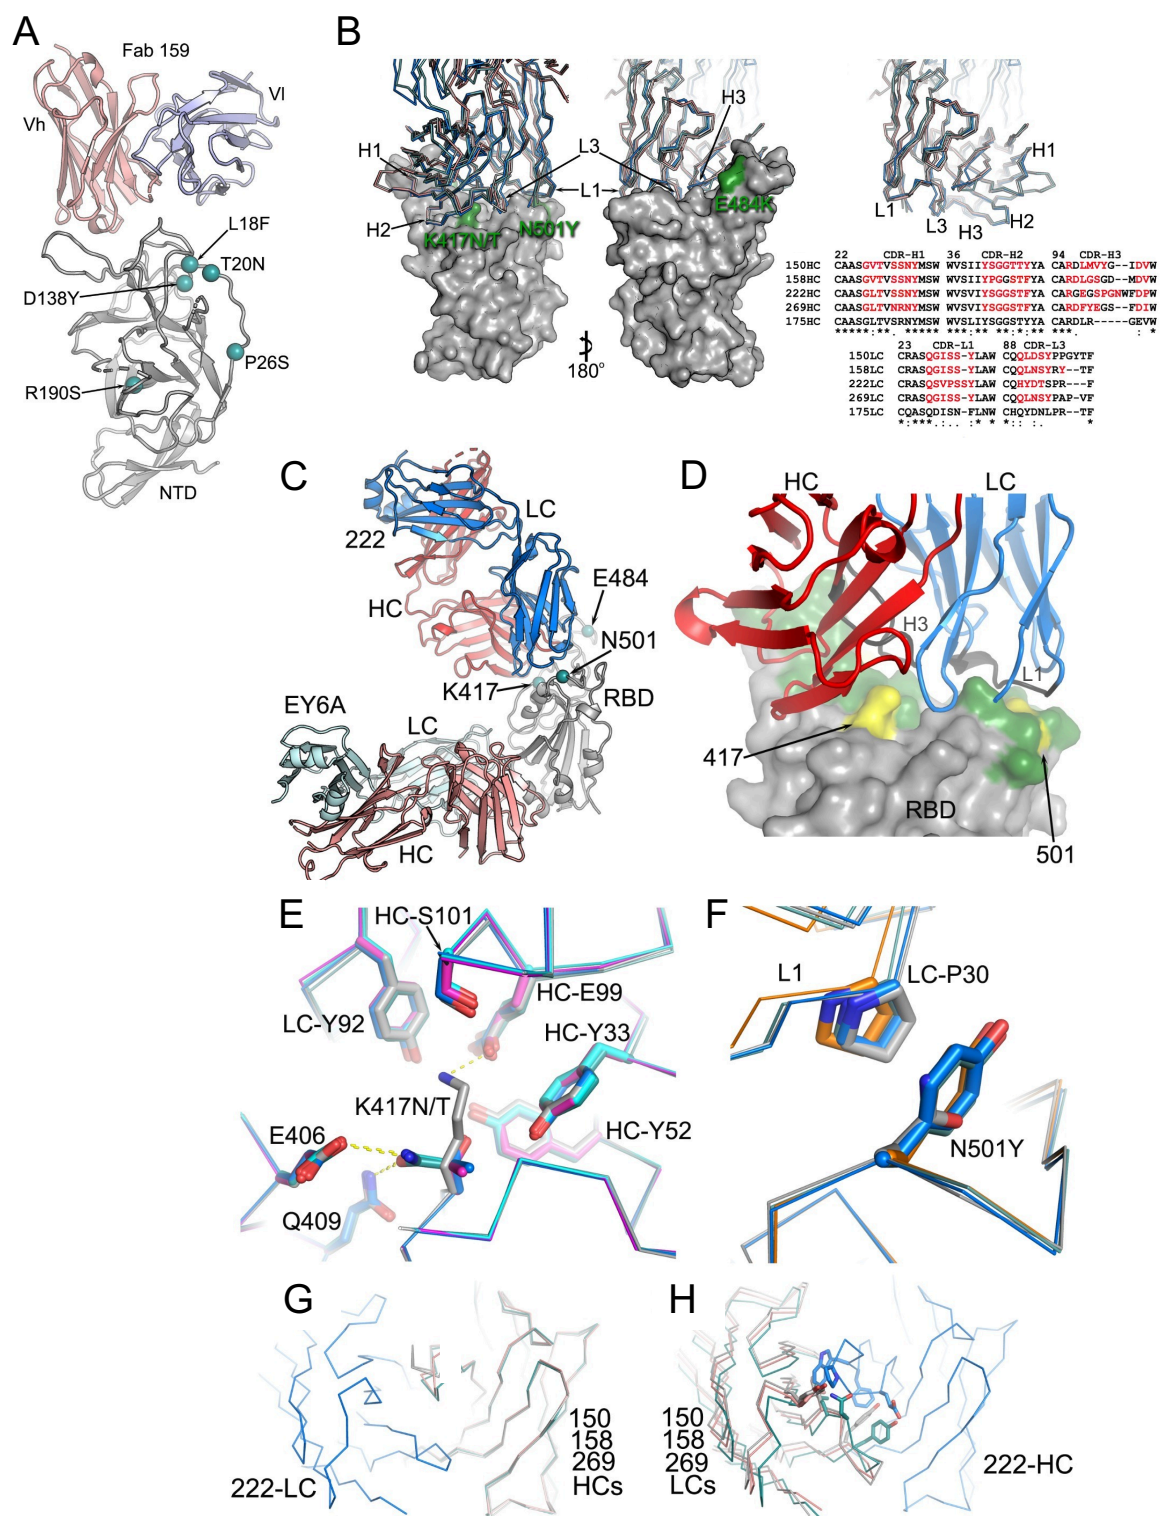 A
Fab 159
Vh
Vl
L18F
T20N
D138Y
P26S
R190S
NTD
B
H1
H2
K417N/T
N501Y
L3
L1
H3
E484K
180°
L1
L3
H3
H2
H1
22 CDR-H1 36 CDR-H2 94 CDR-H3
150HC CAASGVTVSSNYMSW WVSIIYSGGTTYYA CARDLMVYG--IDVW
158HC CAASGVTVSSNYMSW WVSIIYPGGSTFYA CARDLGSGD--MDVW
222HC CAASGLTVSSNYMSW WVSVIYSGGSTFYA CARGEGSPGNWFDPW
269HC CAASGLTVNRNYMSW WVSLIYSGGSTFYA CARDFYEGS--FDIW
175HC CAASGLTVSRNYMSW WVSLIYSGGSTYYA CARDLR-----GEVW
23 CDR-L1 88 CDR-L3
150LC CRASQGISS-YLAW CQQLDSYPPGYTF
158LC CRASQGISS-YLAW CQQLNSYPRY--TF
222LC CRASQSVPSSYLAW CQHYDTSPR---F
269LC CRASQGISS-YLAW CQQLNSYPAP-VF
175LC CQASQDISN-FLNW CHQYDNLPR--TF
C
222
LC
HC
E484
N501
K417
RBD
EY6A
LC
HC
D
HC
LC
H3
L1
417
RBD
501
E
HC-S101
LC-Y92
HC-E99
HC-Y33
K417N/T
HC-Y52
E406
Q409
F
L1
LC-P30
N501Y
G
150
158
269
HCs
222-LC
H
150
158
269
LCs
222-HC